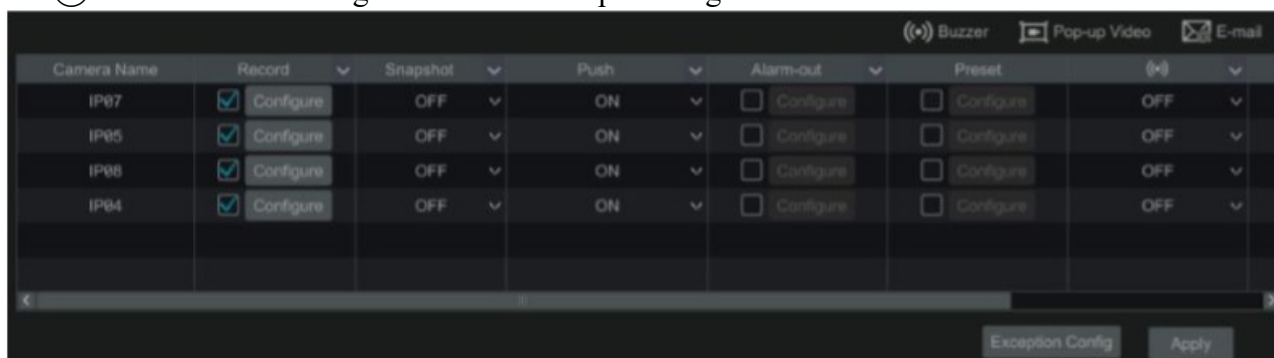 Buzzer Pop-up Video E-mail
Camera Name Record Snapshot Push Alarm-out Preset
IP07 Configure OFF ON Configure Configure OFF
IP05 Configure OFF ON Configure Configure OFF
IP08 Configure OFF ON Configure Configure OFF
IP04 Configure OFF ON Configure Configure OFF
Exception Config Apply